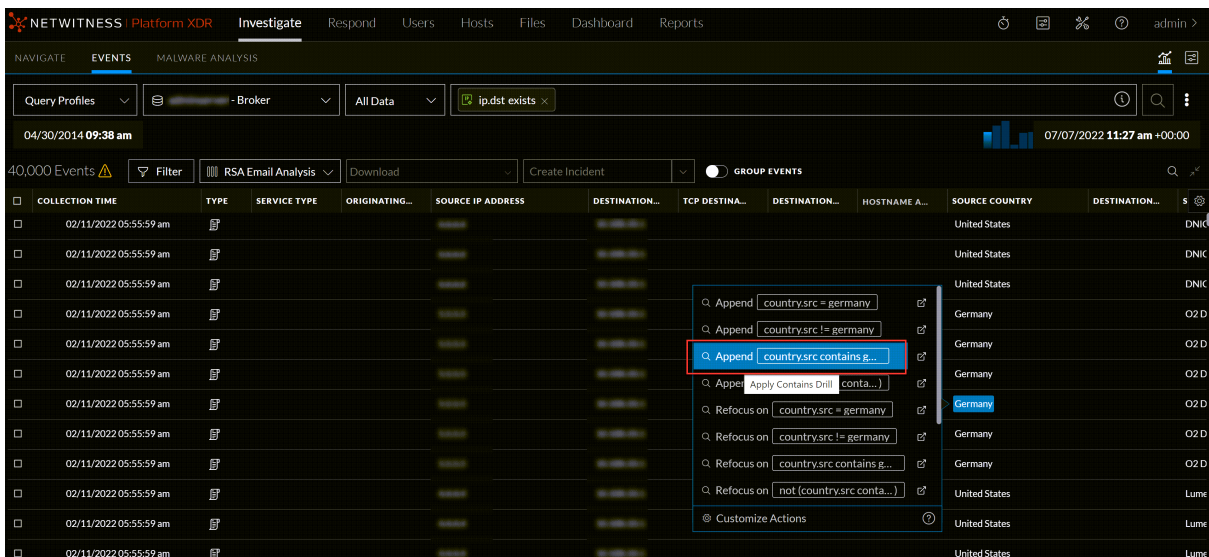 NETWITNESS | Platform XDR Investigate Respond Users Hosts Files Dashboard Reports admin >
NAVIGATE EVENTS MALWARE ANALYSIS
Query Profiles - Broker All Data ip.dst exists ×
04/30/2014 09:38 am 07/07/2022 11:27 am +00:00
40,000 Events Filter RSA Email Analysis Download Create Incident GROUP EVENTS
COLLECTION TIME TYPE SERVICE TYPE ORIGINATING... SOURCE IP ADDRESS DESTINATION... TCP DESTINA... DESTINATION... HOSTNAME A... SOURCE COUNTRY DESTINATION... S
02/11/2022 05:55:59 am United States DNIC
02/11/2022 05:55:59 am United States DNIC
02/11/2022 05:55:59 am United States DNIC
Append country.src = germany
02/11/2022 05:55:59 am Germany O2 D
Append country.src != germany
02/11/2022 05:55:59 am Germany O2 D
Append country.src contains g...
02/11/2022 05:55:59 am Germany O2 D
Apply Contains Drill conta... )
02/11/2022 05:55:59 am Germany O2 D
Refocus on country.src = germany
02/11/2022 05:55:59 am Germany O2 D
Refocus on country.src != germany
02/11/2022 05:55:59 am Germany O2 D
Refocus on country.src contains g...
02/11/2022 05:55:59 am United States Lume
Refocus on not (country.src conta... )
02/11/2022 05:55:59 am United States Lume
Customize Actions
02/11/2022 05:55:59 am United States Lume